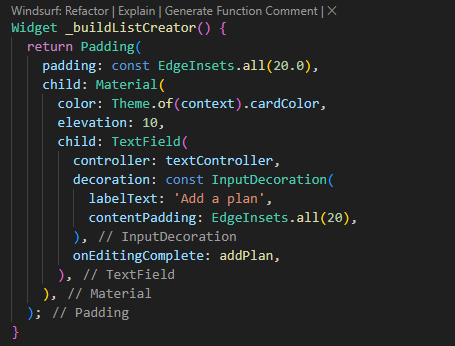 Windsurf: Refactor | Explain | Generate Function Comment | ×
Widget _buildListCreator() {
  return Padding(
    padding: const EdgeInsets.all(20.0),
    child: Material(
      color: Theme.of(context).cardColor,
      elevation: 10,
      child: TextField(
        controller: textController,
        decoration: const InputDecoration(
          labelText: 'Add a plan',
          contentPadding: EdgeInsets.all(20),
        ), // InputDecoration
        onEditingComplete: addPlan,
      ), // TextField
    ), // Material
  ); // Padding
}